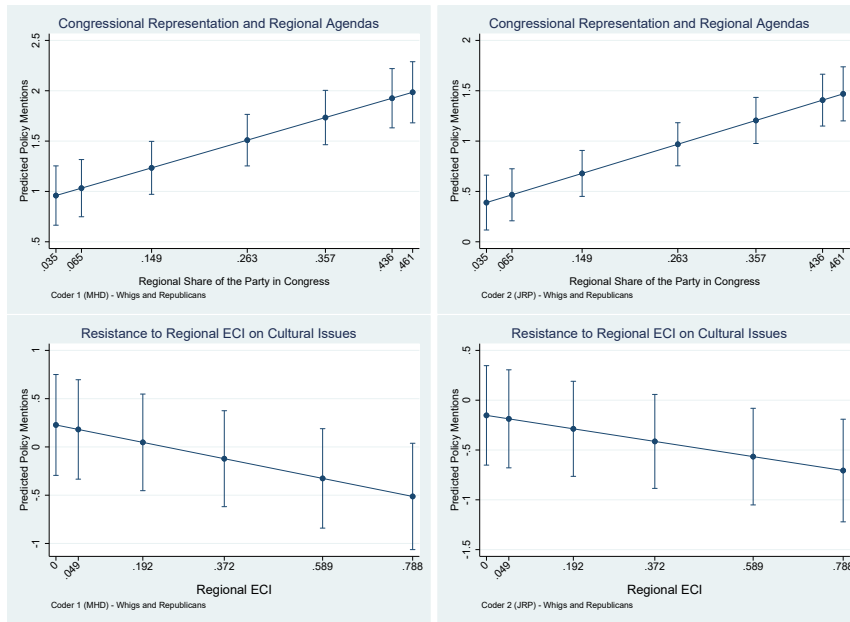 Congressional Representation and Regional Agendas
Predicted Policy Mentions
2.5
2
1.5
1
.5
.035 .065 .149 .263 .357 .436 .461
Regional Share of the Party in Congress
Coder 1 (MHD) - Whigs and Republicans
Congressional Representation and Regional Agendas
Predicted Policy Mentions
2
1.5
1
.5
0
.035 .065 .149 .263 .357 .436 .461
Regional Share of the Party in Congress
Coder 2 (JRP) - Whigs and Republicans
Resistance to Regional ECI on Cultural Issues
Predicted Policy Mentions
1
.5
0
-.5
-1
0 .049 .192 .372 .589 .788
Regional ECI
Coder 1 (MHD) - Whigs and Republicans
Resistance to Regional ECI on Cultural Issues
Predicted Policy Mentions
.5
0
-.5
-1
-1.5
0 .049 .192 .372 .589 .788
Regional ECI
Coder 2 (JRP) - Whigs and Republicans